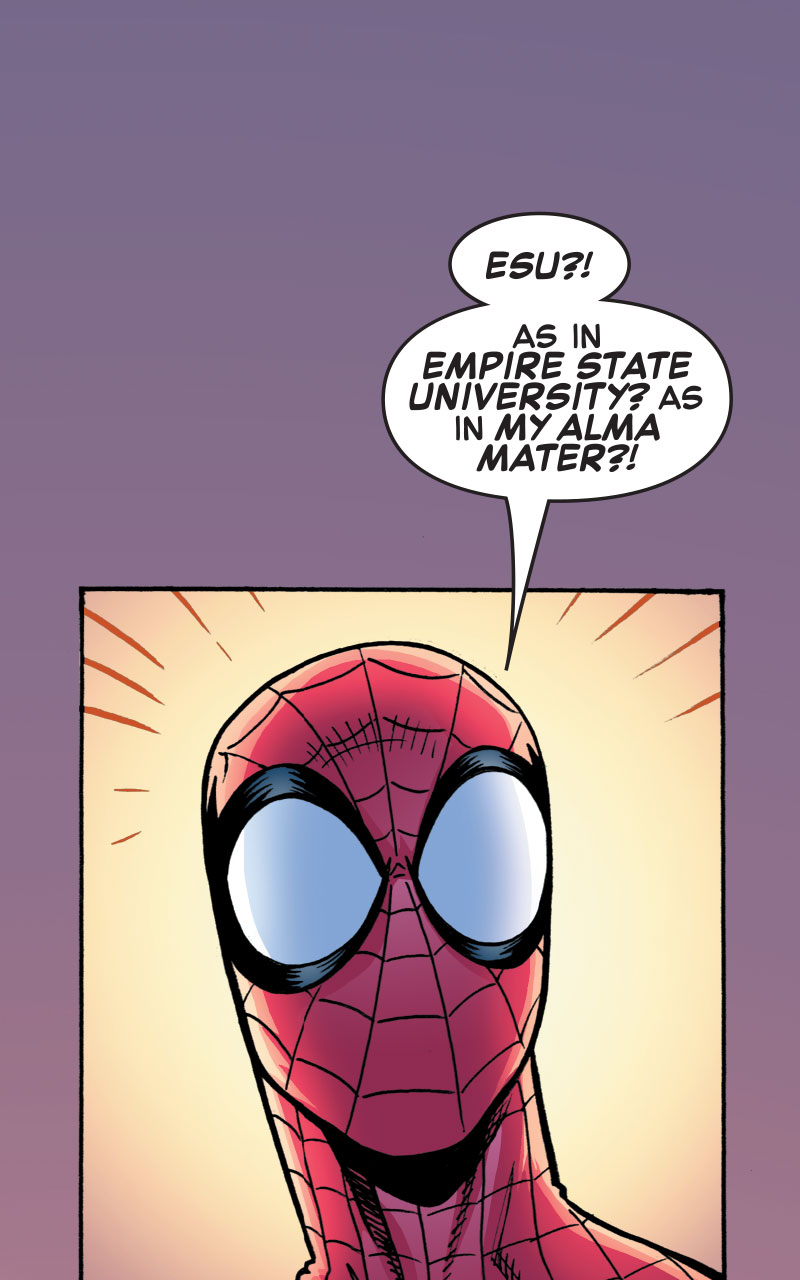 ESU?!
AS IN
EMPIRE STATE
UNIVERSITY? AS
IN MY ALMA
MATER?!